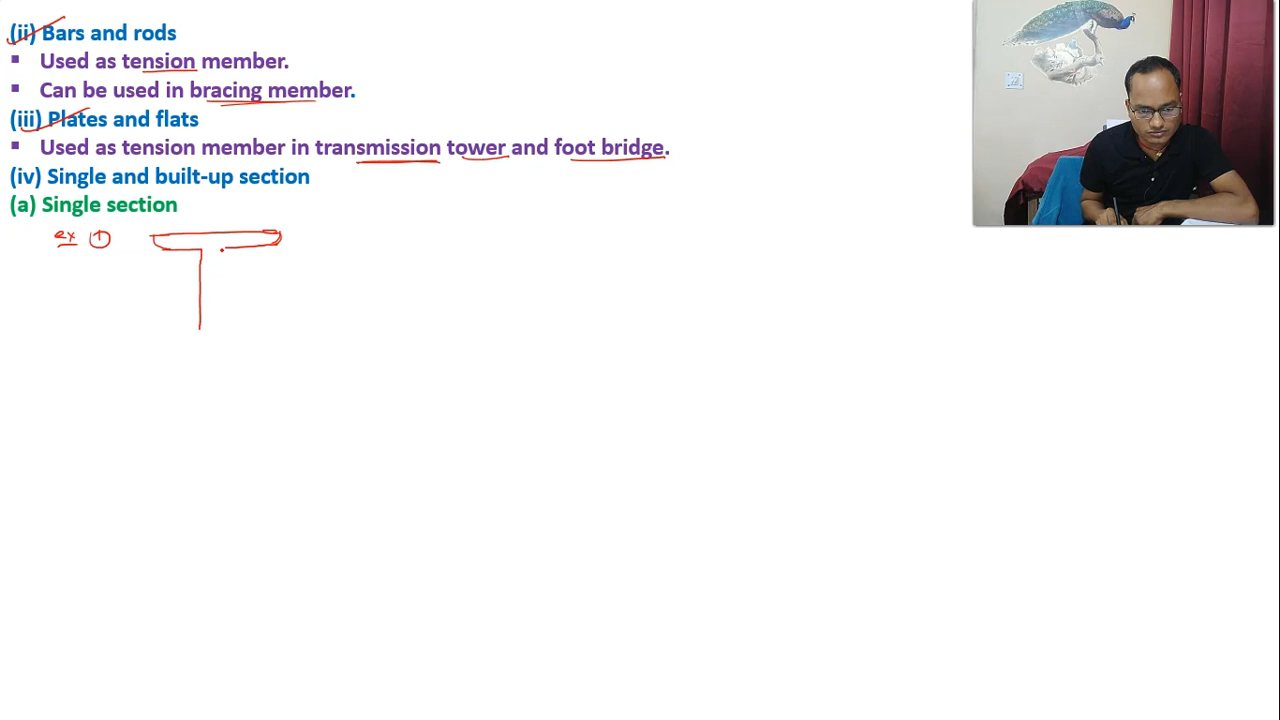 (ii) Bars and rods
▪ Used as tension member.
▪ Can be used in bracing member.
(iii) Plates and flats
▪ Used as tension member in transmission tower and foot bridge.
(iv) Single and built-up section
(a) Single section
ex ①